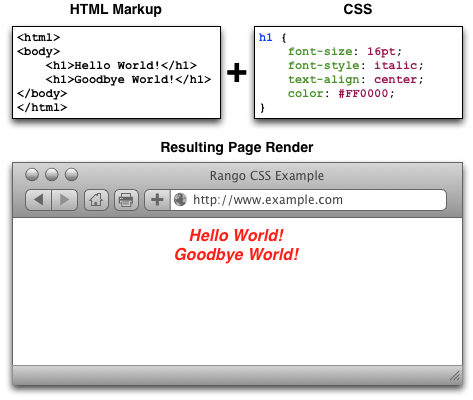 HTML Markup
<html>
<body>
    <h1>Hello World!</h1>
    <h1>Goodbye World!</h1>
</body>
</html>
+
CSS
h1 {
    font-size: 16pt;
    font-style: italic;
    text-align: center;
    color: #FF0000;
}
Resulting Page Render
Rango CSS Example
http://www.example.com
Hello World!
Goodbye World!